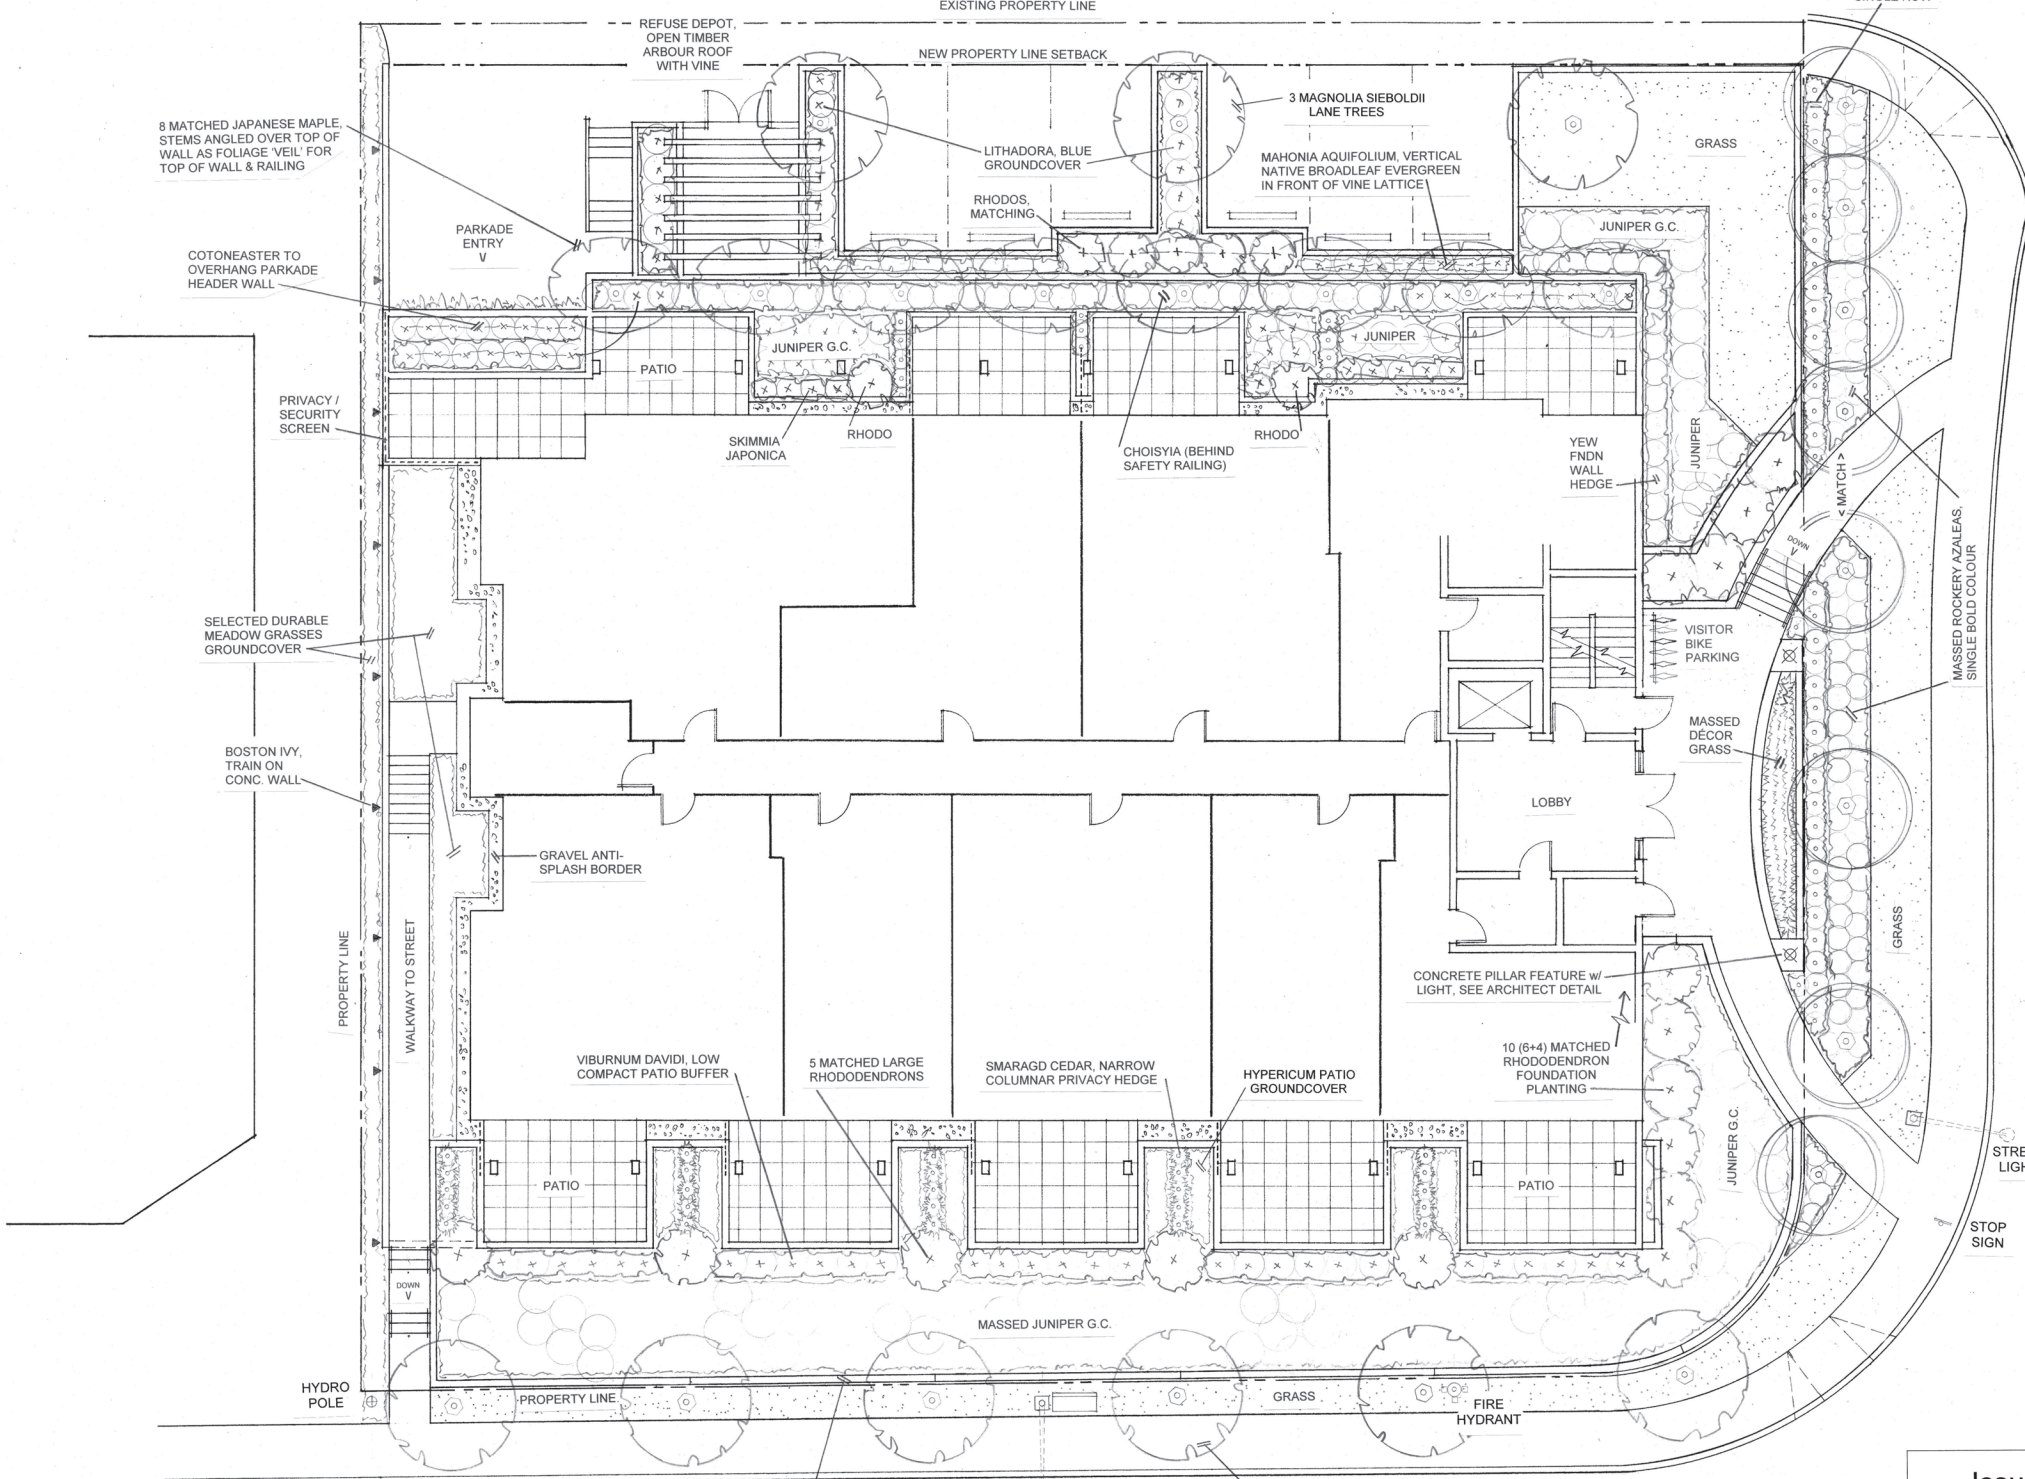 EXISTING PROPERTY LINE
REFUSE DEPOT,
OPEN TIMBER
ARBOUR ROOF
WITH VINE
NEW PROPERTY LINE SETBACK
3 MAGNOLIA SIEBOLDII
LANE TREES
8 MATCHED JAPANESE MAPLE,
STEMS ANGLED OVER TOP OF
WALL AS FOLIAGE 'VEIL' FOR
TOP OF WALL & RAILING
LITHADORA, BLUE
GROUNDCOVER
MAHONIA AQUIFOLIUM, VERTICAL
NATIVE BROADLEAF EVERGREEN
IN FRONT OF VINE LATTICE
GRASS
RHODOS,
MATCHING
PARKADE
ENTRY
V
JUNIPER G.C.
COTONEASTER TO
OVERHANG PARKADE
HEADER WALL
PATIO
JUNIPER G.C.
JUNIPER
PRIVACY /
SECURITY
SCREEN
SKIMMIA
JAPONICA
RHODO
CHOISYIA (BEHIND
SAFETY RAILING)
RHODO
YEW
FNDN
WALL
HEDGE
JUNIPER
< MATCH >
DOWN
V
MASSED ROCKERY AZALEAS,
SINGLE BOLD COLOUR
SELECTED DURABLE
MEADOW GRASSES
GROUNDCOVER
VISITOR
BIKE
PARKING
BOSTON IVY,
TRAIN ON
CONC. WALL
MASSED
DÉCOR
GRASS
LOBBY
GRAVEL ANTI-
SPLASH BORDER
GRASS
PROPERTY LINE
WALKWAY TO STREET
CONCRETE PILLAR FEATURE w/
LIGHT, SEE ARCHITECT DETAIL
VIBURNUM DAVIDI, LOW
COMPACT PATIO BUFFER
5 MATCHED LARGE
RHODODENDRONS
SMARAGD CEDAR, NARROW
COLUMNAR PRIVACY HEDGE
HYPERICUM PATIO
GROUNDCOVER
10 (6+4) MATCHED
RHODODENDRON
FOUNDATION
PLANTING
JUNIPER G.C.
STRE
LIGH
PATIO
PATIO
STOP
SIGN
DOWN
V
MASSED JUNIPER G.C.
HYDRO
POLE
PROPERTY LINE
GRASS
FIRE
HYDRANT